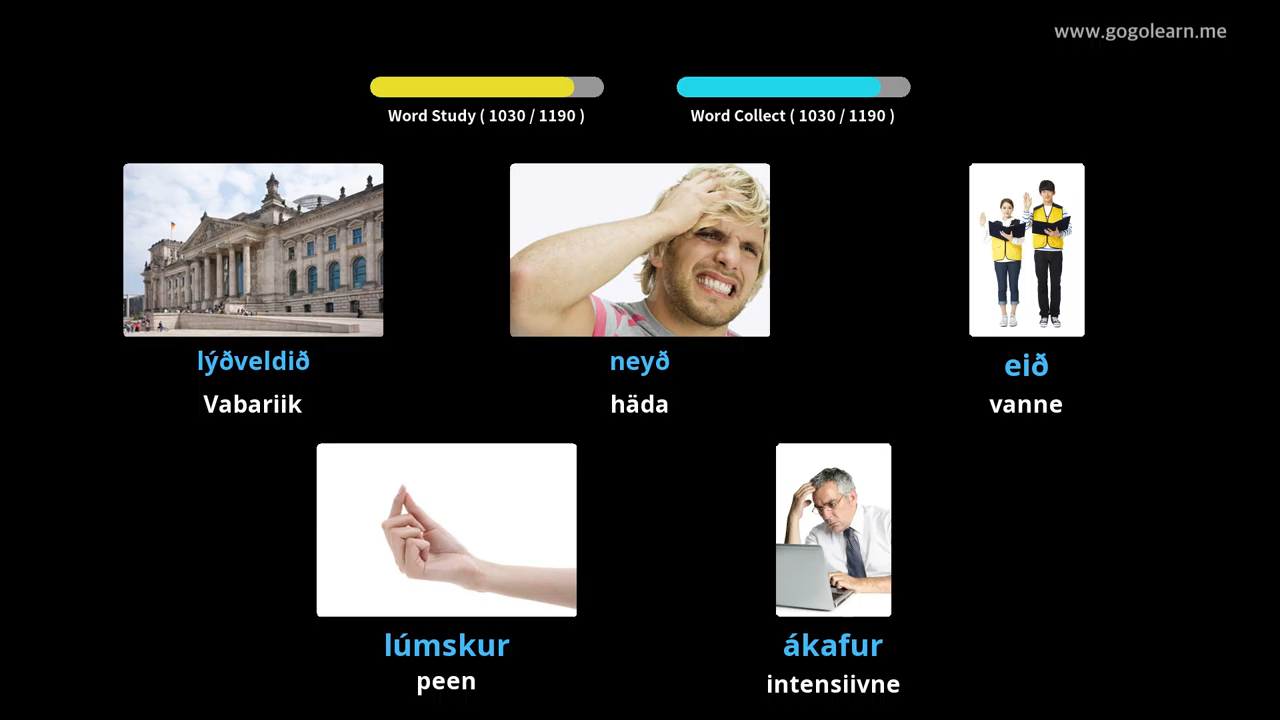 www.gogolearn.me
Word Study ( 1030 / 1190 )
Word Collect ( 1030 / 1190 )
lýðveldið
Vabariik
neyð
häda
eið
vanne
lúmskur
peen
ákafur
intensiivne